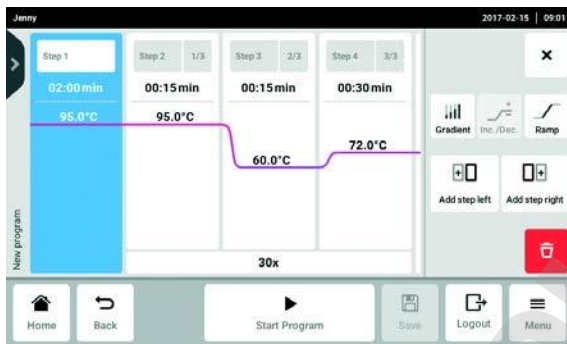 Jenny
2017-02-15 | 09:01
Step 1
Step 2 1/3
Step 3 2/3
Step 4 3/3
02:00 min
00:15 min
00:15 min
00:30 min
95.0°C
95.0°C
60.0°C
72.0°C
30x
New program
Gradient
Inc./Dec.
Ramp
Add step left
Add step right
Home
Back
Start Program
Save
Logout
Menu